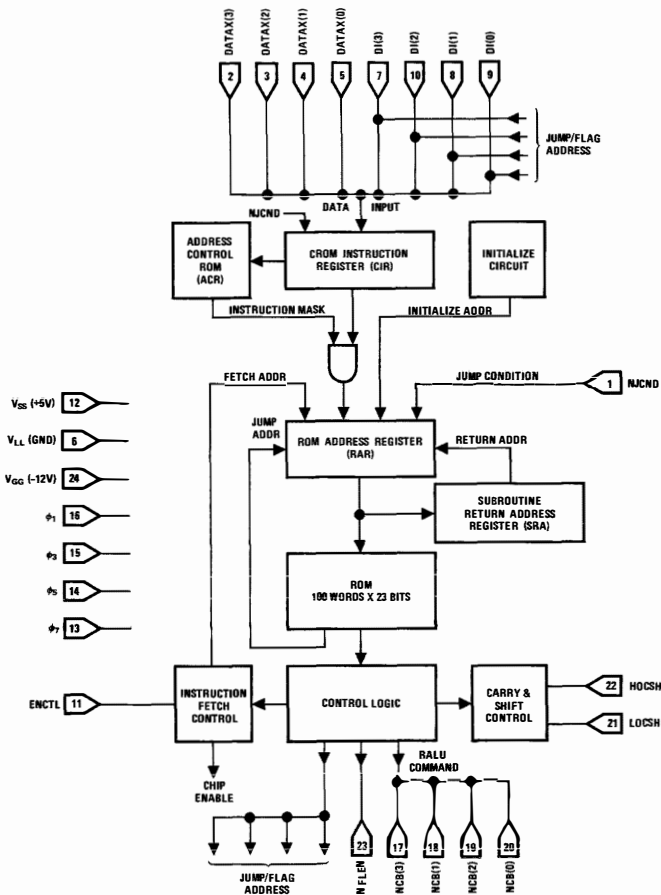 DATAX(3)
DATAX(2)
DATAX(1)
DATAX(0)
DI(3)
DI(2)
DI(1)
DI(0)
2
3
4
5
7
10
8
9
JUMP/FLAG
ADDRESS
DATA INPUT
NJCND
ADDRESS
CONTROL
ROM
(ACR)
CROM INSTRUCTION
REGISTER (CIR)
INITIALIZE
CIRCUIT
INSTRUCTION MASK
INITIALIZE ADDR
FETCH ADDR
JUMP CONDITION
1 NJCND
VSS (+5V) 12
JUMP
ADDR
ROM ADDRESS REGISTER
(RAR)
RETURN ADDR
VLL (GND) 6
VGG (-12V) 24
SUBROUTINE
RETURN ADDRESS
REGISTER (SRA)
ϕ1 16
ϕ3 15
ROM
100 WORDS X 23 BITS
ϕ5 14
ϕ7 13
ENCTL 11
INSTRUCTION
FETCH
CONTROL
CONTROL LOGIC
CARRY &
SHIFT
CONTROL
22 HOCSH
21 LOCSH
RALU
COMMAND
CHIP
ENABLE
23
17
18
19
20
NFLEN
NCB(3)
NCB(1)
NCB(2)
NCB(0)
JUMP/FLAG
ADDRESS